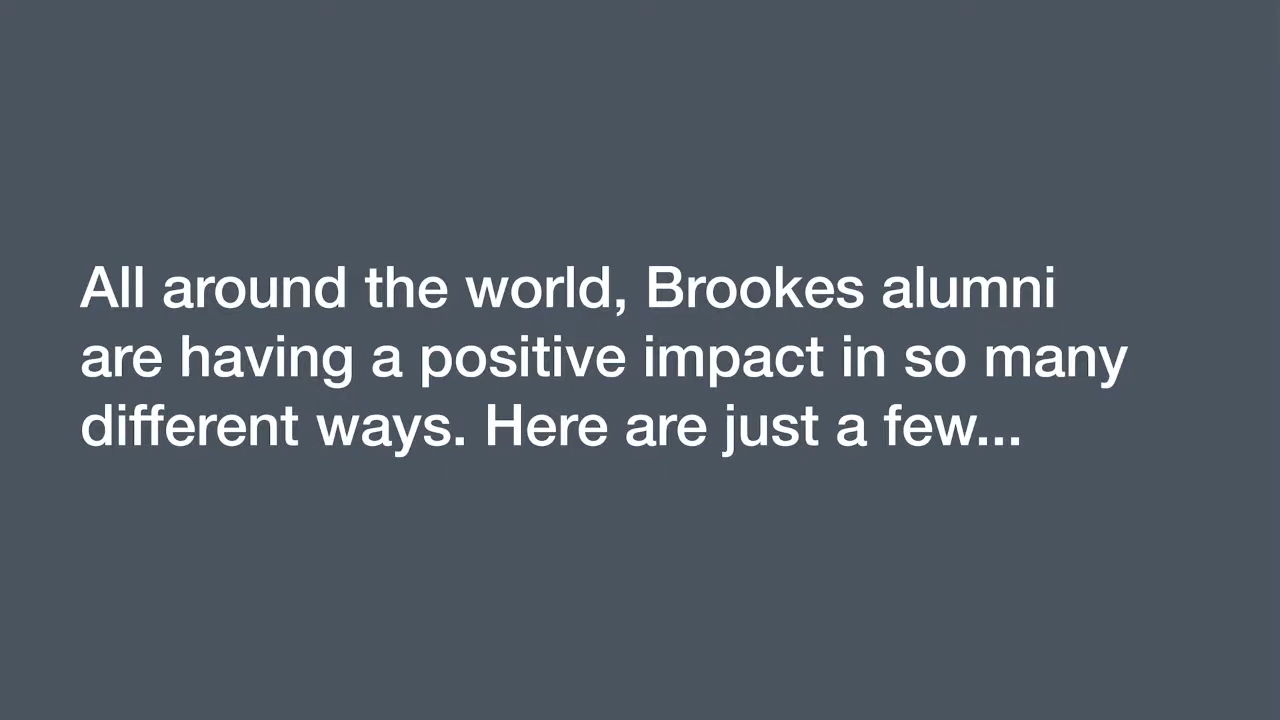 All around the world, Brookes alumni
are having a positive impact in so many
different ways. Here are just a few...